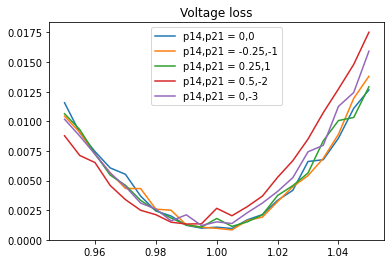 Voltage loss
p14,p21 = 0,0
p14,p21 = -0.25,-1
p14,p21 = 0.25,1
p14,p21 = 0.5,-2
p14,p21 = 0,-3
0.0175
0.0150
0.0125
0.0100
0.0075
0.0050
0.0025
0.0000
0.96 0.98 1.00 1.02 1.04